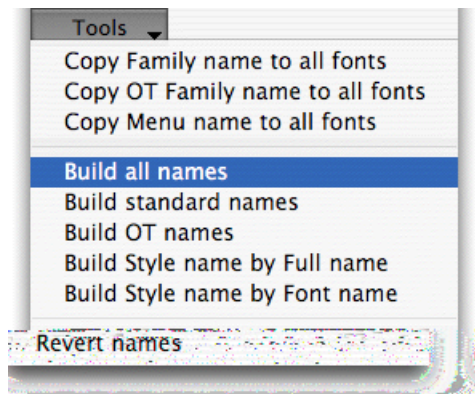 Tools
Copy Family name to all fonts
Copy OT Family name to all fonts
Copy Menu name to all fonts
Build all names
Build standard names
Build OT names
Build Style name by Full name
Build Style name by Font name
Revert names